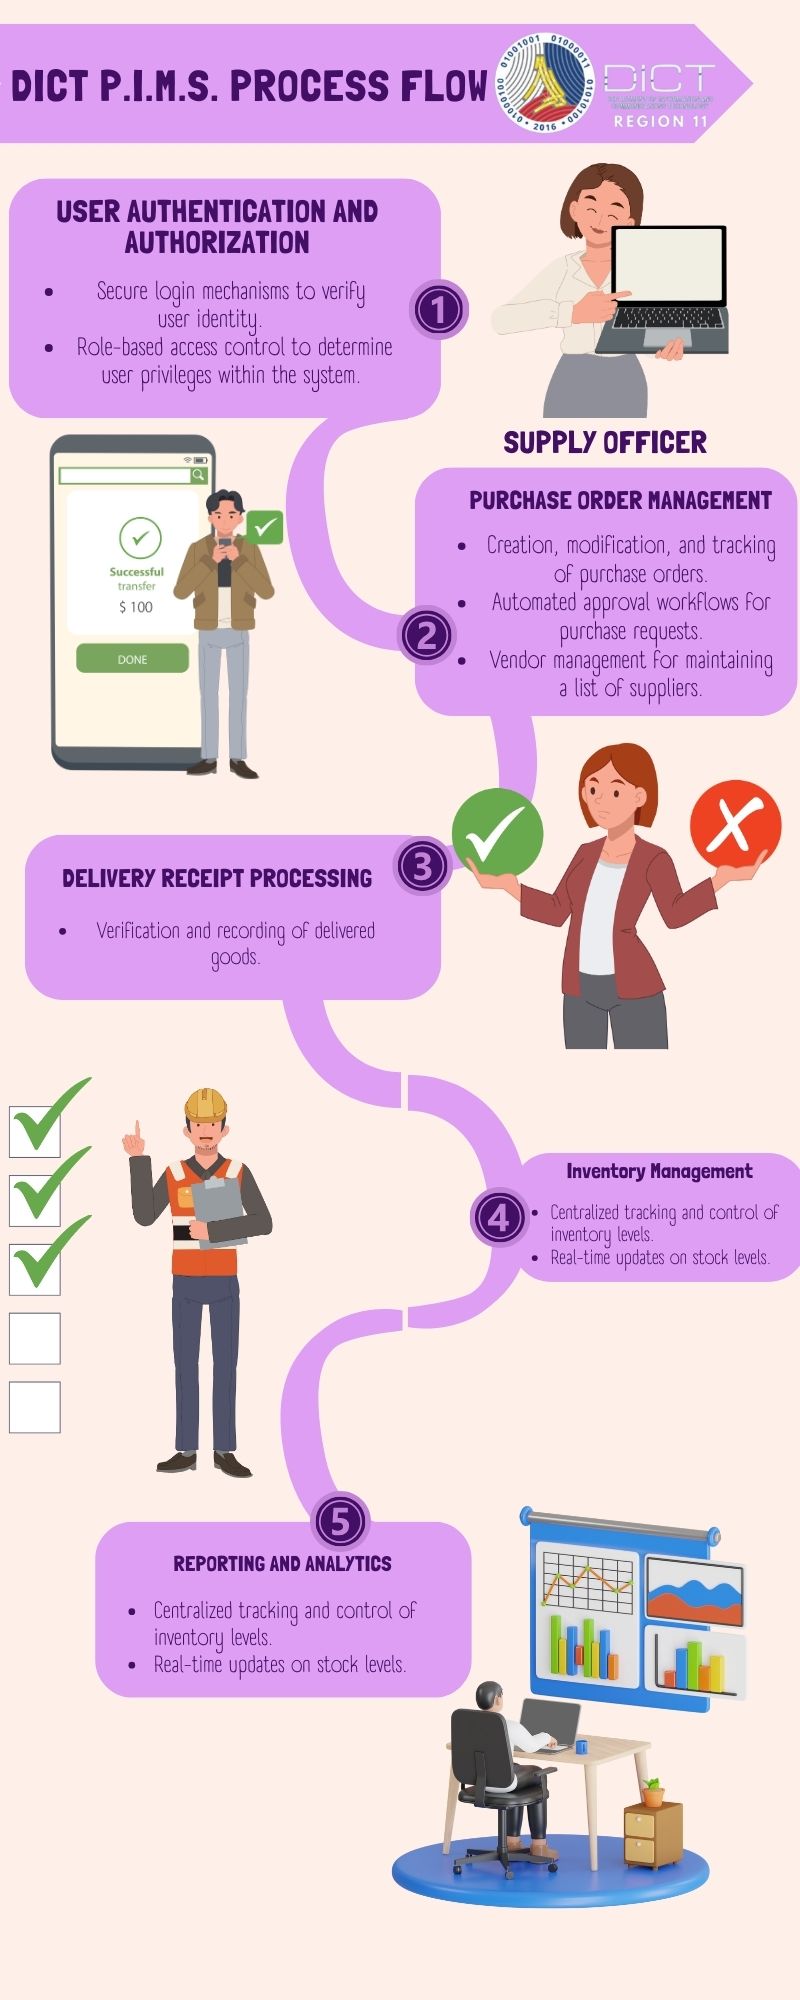 DICT P.I.M.S. PROCESS FLOW
01001001 01000011
01010100
01000100
• 2016 •
DiCT
REGION 11
USER AUTHENTICATION AND
AUTHORIZATION
• Secure login mechanisms to verify
user identity.
• Role-based access control to determine
user privileges within the system.
1
SUPPLY OFFICER
PURCHASE ORDER MANAGEMENT
• Creation, modification, and tracking
of purchase orders.
• Automated approval workflows for
purchase requests.
• Vendor management for maintaining
a list of suppliers.
2
Successful
transfer
$ 100
DONE
3
DELIVERY RECEIPT PROCESSING
• Verification and recording of delivered
goods.
4
Inventory Management
• Centralized tracking and control of
inventory levels.
• Real-time updates on stock levels.
5
REPORTING AND ANALYTICS
• Centralized tracking and control of
inventory levels.
• Real-time updates on stock levels.